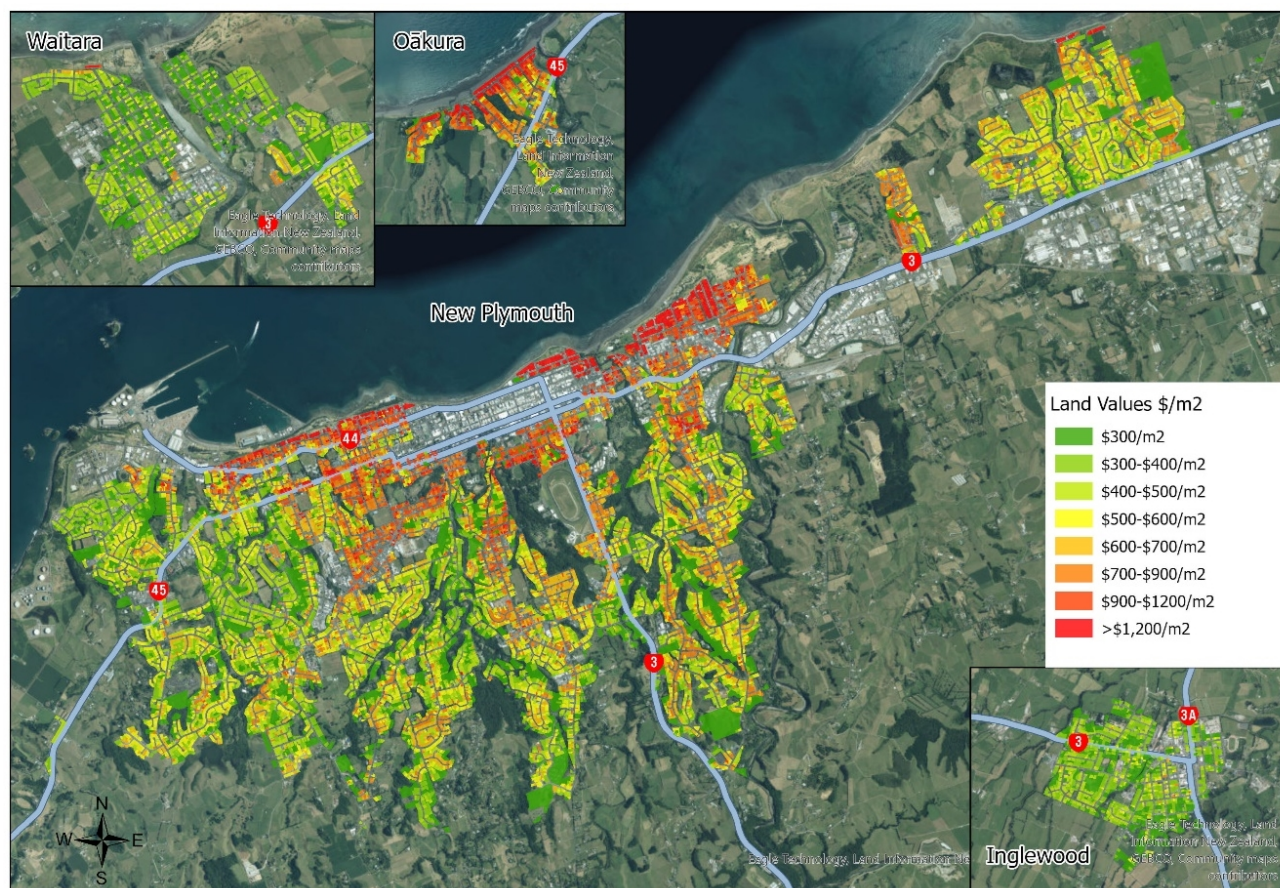 Waitara
Eagle Technology, Land
Information New Zealand,
GEBCO, Community maps
contributors
3
Oākura
45
Eagle Technology,
Land Information
New Zealand,
GEBCO, Community
maps contributors
New Plymouth
3
44
45
3
Land Values $/m2
$300/m2
$300-$400/m2
$400-$500/m2
$500-$600/m2
$600-$700/m2
$700-$900/m2
$900-$1200/m2
>$1,200/m2
N
W E
S
Eagle Technology, Land Information Ne
3
3A
Inglewood
Eagle Technology, Land
Information New Zealand,
GEBCO, Community maps
contributors